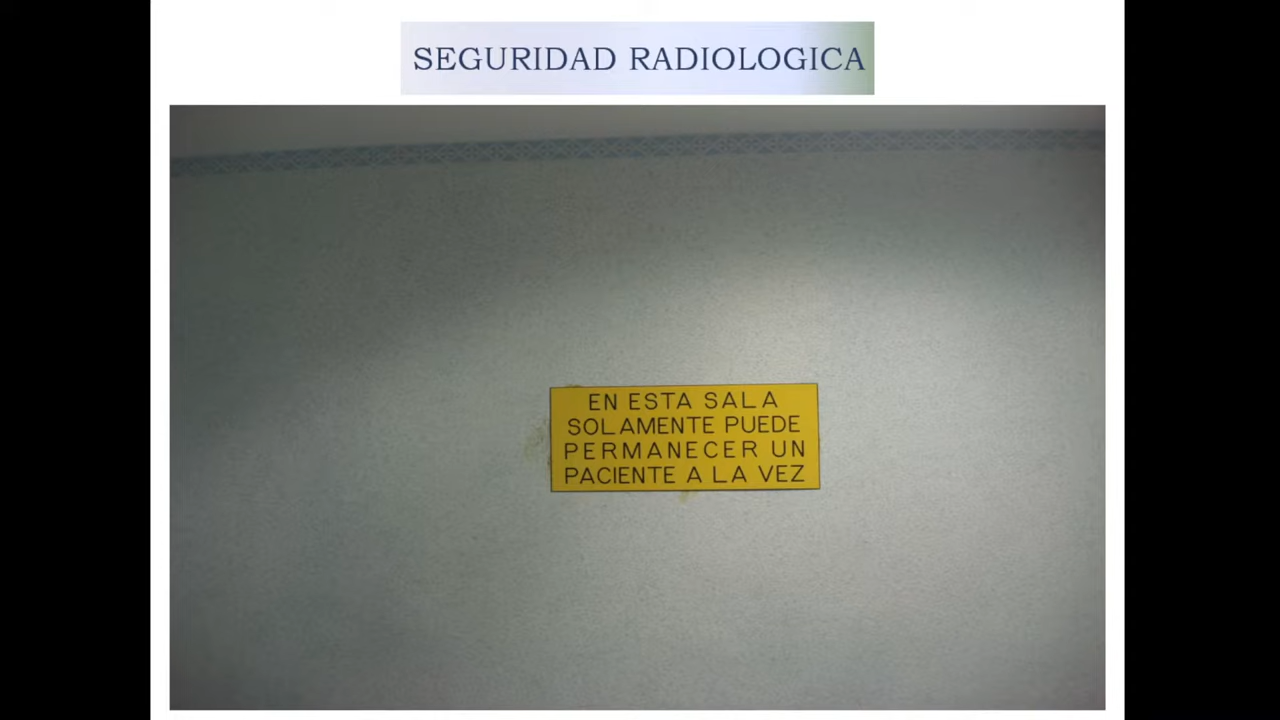 SEGURIDAD RADIOLOGICA
EN ESTA SALA
SOLAMENTE PUEDE
PERMANECER UN
PACIENTE A LA VEZ